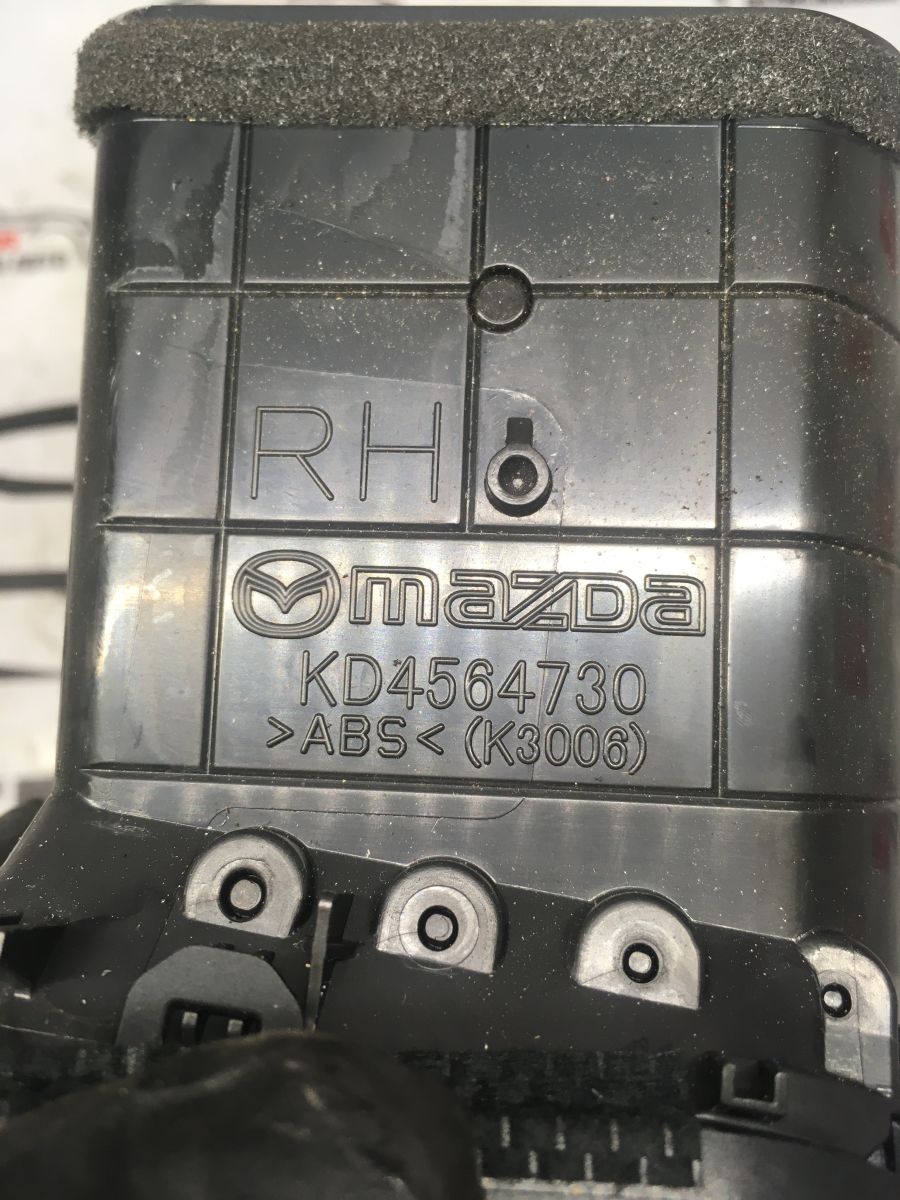 RH
mazda
KD4564730
>ABS< (K3006)